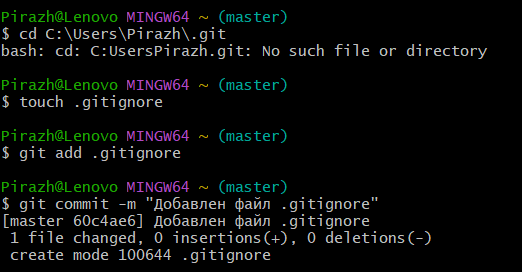 Pirazh@Lenovo MINGW64 ~ (master)
$ cd C:\Users\Pirazh\.git
bash: cd: C:UsersPirazh.git: No such file or directory
Pirazh@Lenovo MINGW64 ~ (master)
$ touch .gitignore
Pirazh@Lenovo MINGW64 ~ (master)
$ git add .gitignore
Pirazh@Lenovo MINGW64 ~ (master)
$ git commit -m "Добавлен файл .gitignore"
[master 60c4ae6] Добавлен файл .gitignore
1 file changed, 0 insertions(+), 0 deletions(-)
create mode 100644 .gitignore